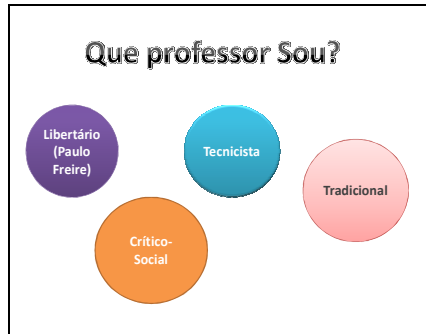 Que professor Sou?
Libertário
(Paulo
Freire)
Tecnicista
Tradicional
Crítico-
Social